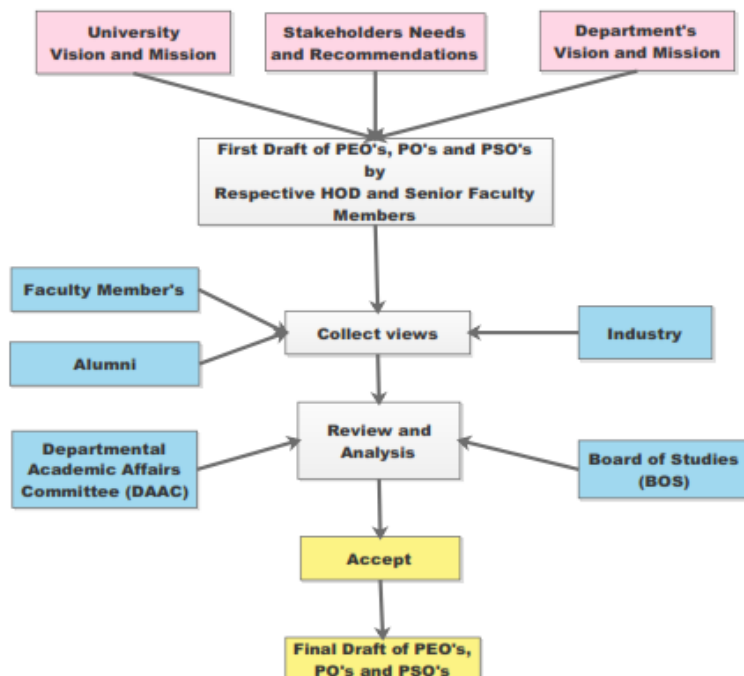 University
Vision and Mission
Stakeholders Needs
and Recommendations
Department's
Vision and Mission
First Draft of PEO's, PO's and PSO's
by
Respective HOD and Senior Faculty
Members
Faculty Member's
Collect views
Industry
Alumni
Review and
Analysis
Departmental
Academic Affairs
Committee (DAAC)
Board of Studies
(BOS)
Accept
Final Draft of PEO's,
PO's and PSO's